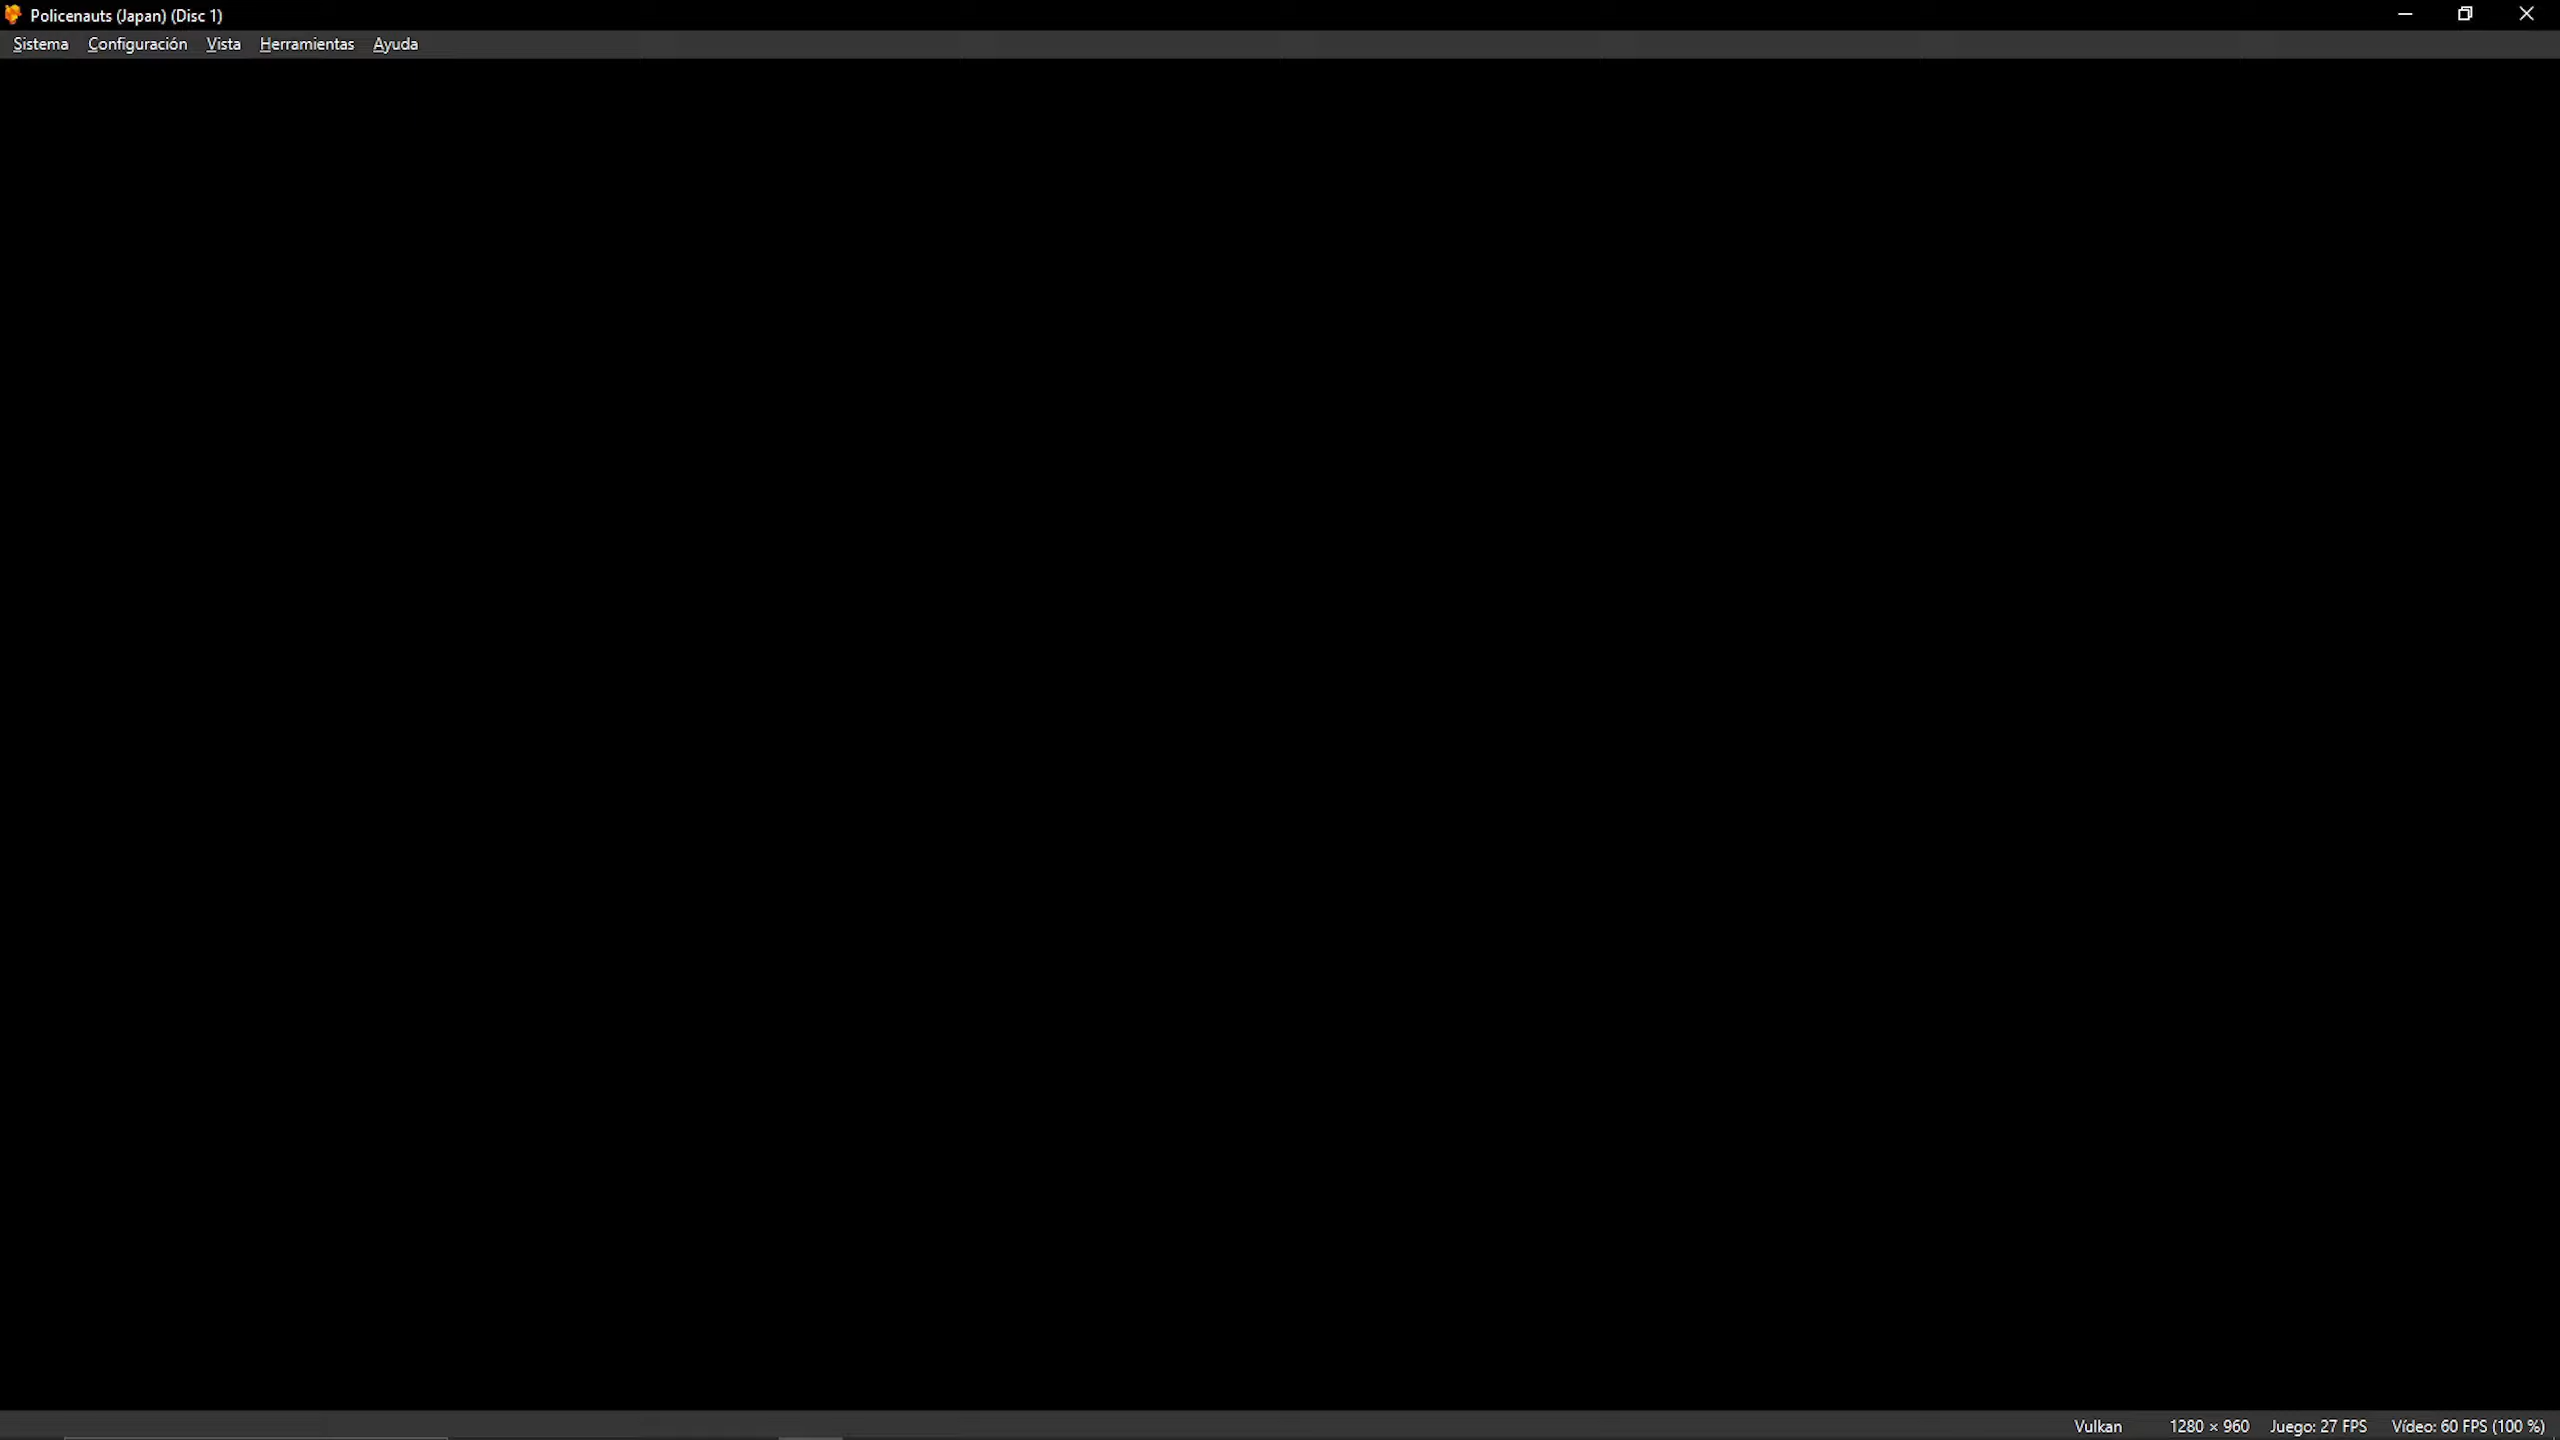 Policenauts (Japan) (Disc 1)
Sistema Configuración Vista Herramientas Ayuda
Vulkan 1280 × 960 Juego: 27 FPS Vídeo: 60 FPS (100 %)